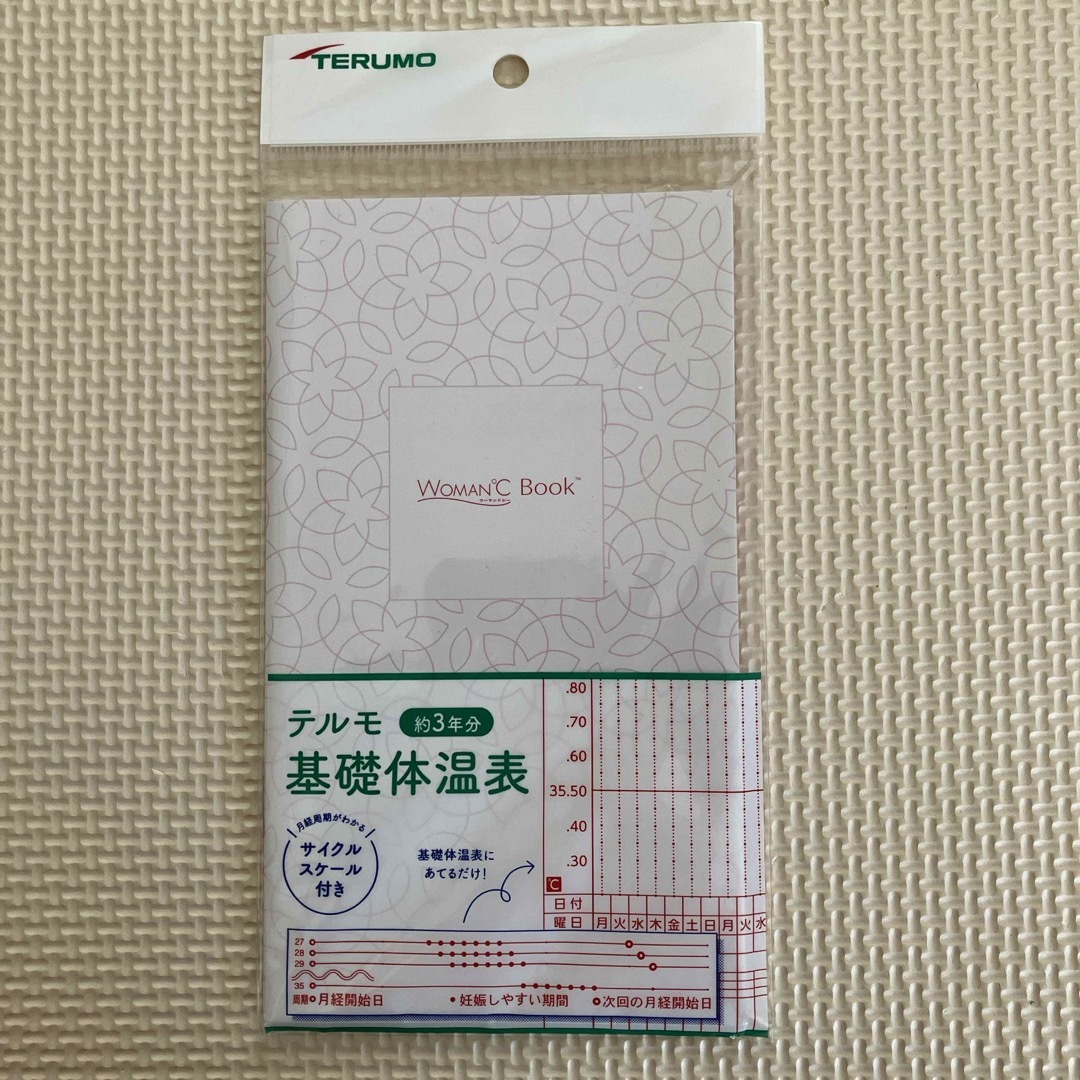 TERUMO
WOMAN℃ Book™
ウーマンドシー
テルモ 約3年分
基礎体温表
月経周期がわかる
サイクル
スケール
付き
基礎体温表に
あてるだけ!
.80
.70
.60
35.50
.40
.30
℃
日付
曜日 月 火 水 木 金 土 日 月 火 水
27
28
29
35
周期 月経開始日 ・妊娠しやすい期間 次回の月経開始日